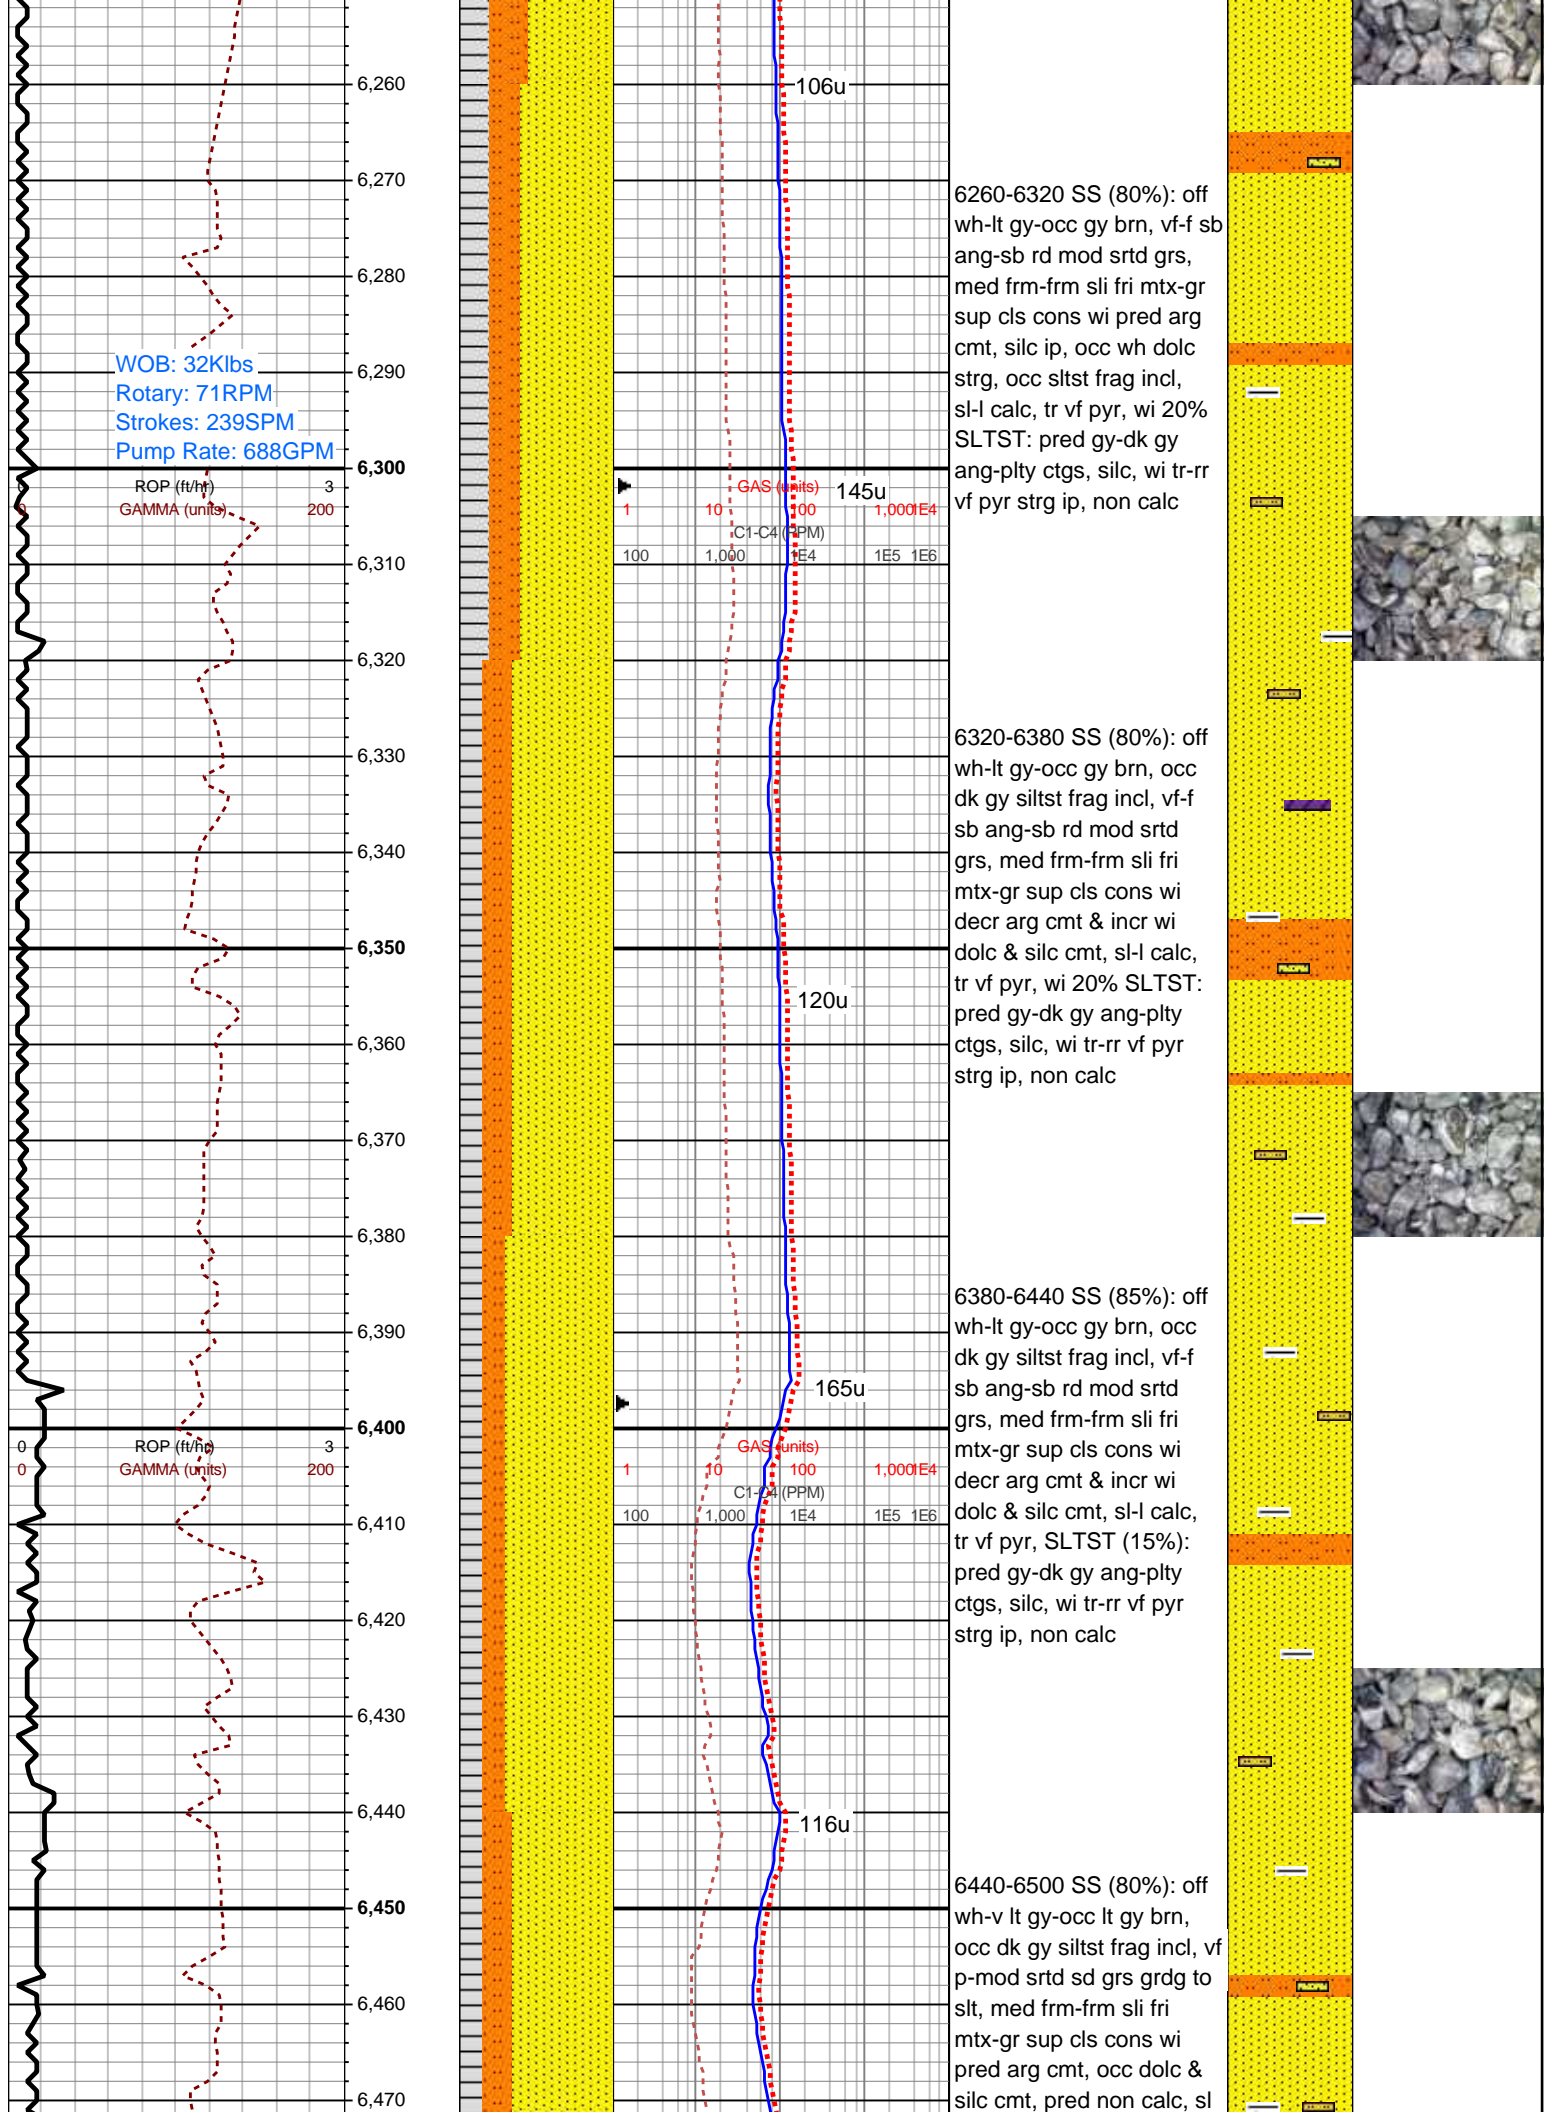 6,260
6,270
6,280
6,290
6,300
6,310
6,320
6,330
6,340
6,350
6,360
6,370
6,380
6,390
6,400
6,410
6,420
6,430
6,440
6,450
6,460
6,470
WOB: 32Klbs
Rotary: 71RPM
Strokes: 239SPM
Pump Rate: 688GPM
0 ROP (ft/hr) 3
0 GAMMA (units) 200
0 ROP (ft/hr) 3
0 GAMMA (units) 200
106u
145u
GAS (units)
1 10 100 1,000 1E4
C1-C4 (PPM)
100 1,000 1E4 1E5 1E6
120u
165u
GAS (units)
1 10 100 1,000 1E4
C1-C4 (PPM)
100 1,000 1E4 1E5 1E6
116u
6260-6320 SS (80%): off
wh-lt gy-occ gy brn, vf-f sb
ang-sb rd mod srtd grs,
med frm-frm sli fri mtx-gr
sup cls cons wi pred arg
cmt, silc ip, occ wh dolc
strg, occ sltst frag incl,
sl-l calc, tr vf pyr, wi 20%
SLTST: pred gy-dk gy
ang-plty ctgs, silc, wi tr-rr
vf pyr strg ip, non calc
6320-6380 SS (80%): off
wh-lt gy-occ gy brn, occ
dk gy siltst frag incl, vf-f
sb ang-sb rd mod srtd
grs, med frm-frm sli fri
mtx-gr sup cls cons wi
decr arg cmt & incr wi
dolc & silc cmt, sl-l calc,
tr vf pyr, wi 20% SLTST:
pred gy-dk gy ang-plty
ctgs, silc, wi tr-rr vf pyr
strg ip, non calc
6380-6440 SS (85%): off
wh-lt gy-occ gy brn, occ
dk gy siltst frag incl, vf-f
sb ang-sb rd mod srtd
grs, med frm-frm sli fri
mtx-gr sup cls cons wi
decr arg cmt & incr wi
dolc & silc cmt, sl-l calc,
tr vf pyr, SLTST (15%):
pred gy-dk gy ang-plty
ctgs, silc, wi tr-rr vf pyr
strg ip, non calc
6440-6500 SS (80%): off
wh-v lt gy-occ lt gy brn,
occ dk gy siltst frag incl, vf
p-mod srtd sd grs grdg to
slt, med frm-frm sli fri
mtx-gr sup cls cons wi
pred arg cmt, occ dolc &
silc cmt, pred non calc, sl